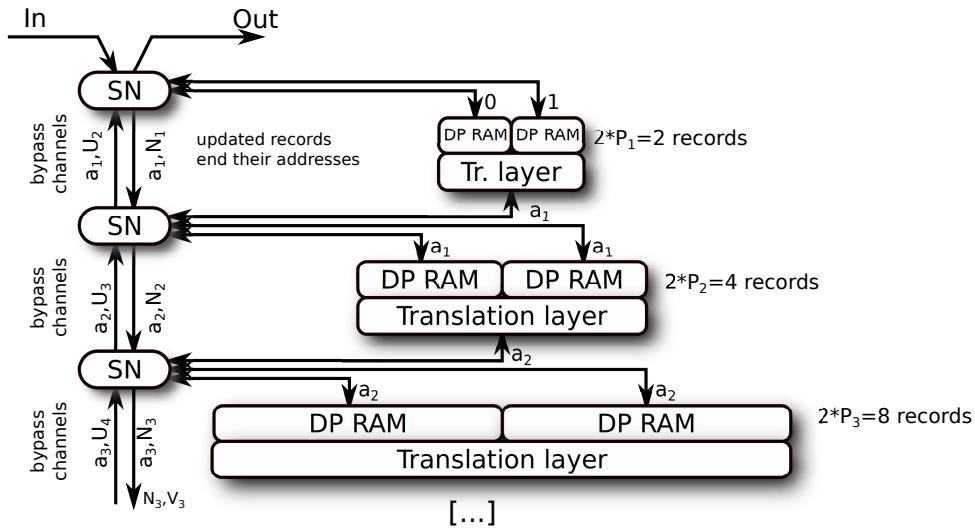 In Out
SN
0 1
DP RAM DP RAM 2*P₁=2 records
Tr. layer
bypass channels
a₁,U₂
a₁,N₁
updated records
end their addresses
a₁
SN
a₁ a₁
DP RAM DP RAM 2*P₂=4 records
Translation layer
bypass channels
a₂,U₃
a₂,N₂
a₂
SN
a₂ a₂
DP RAM DP RAM 2*P₃=8 records
Translation layer
bypass channels
a₃,U₄
a₃,N₃
N₃,V₃
[...]